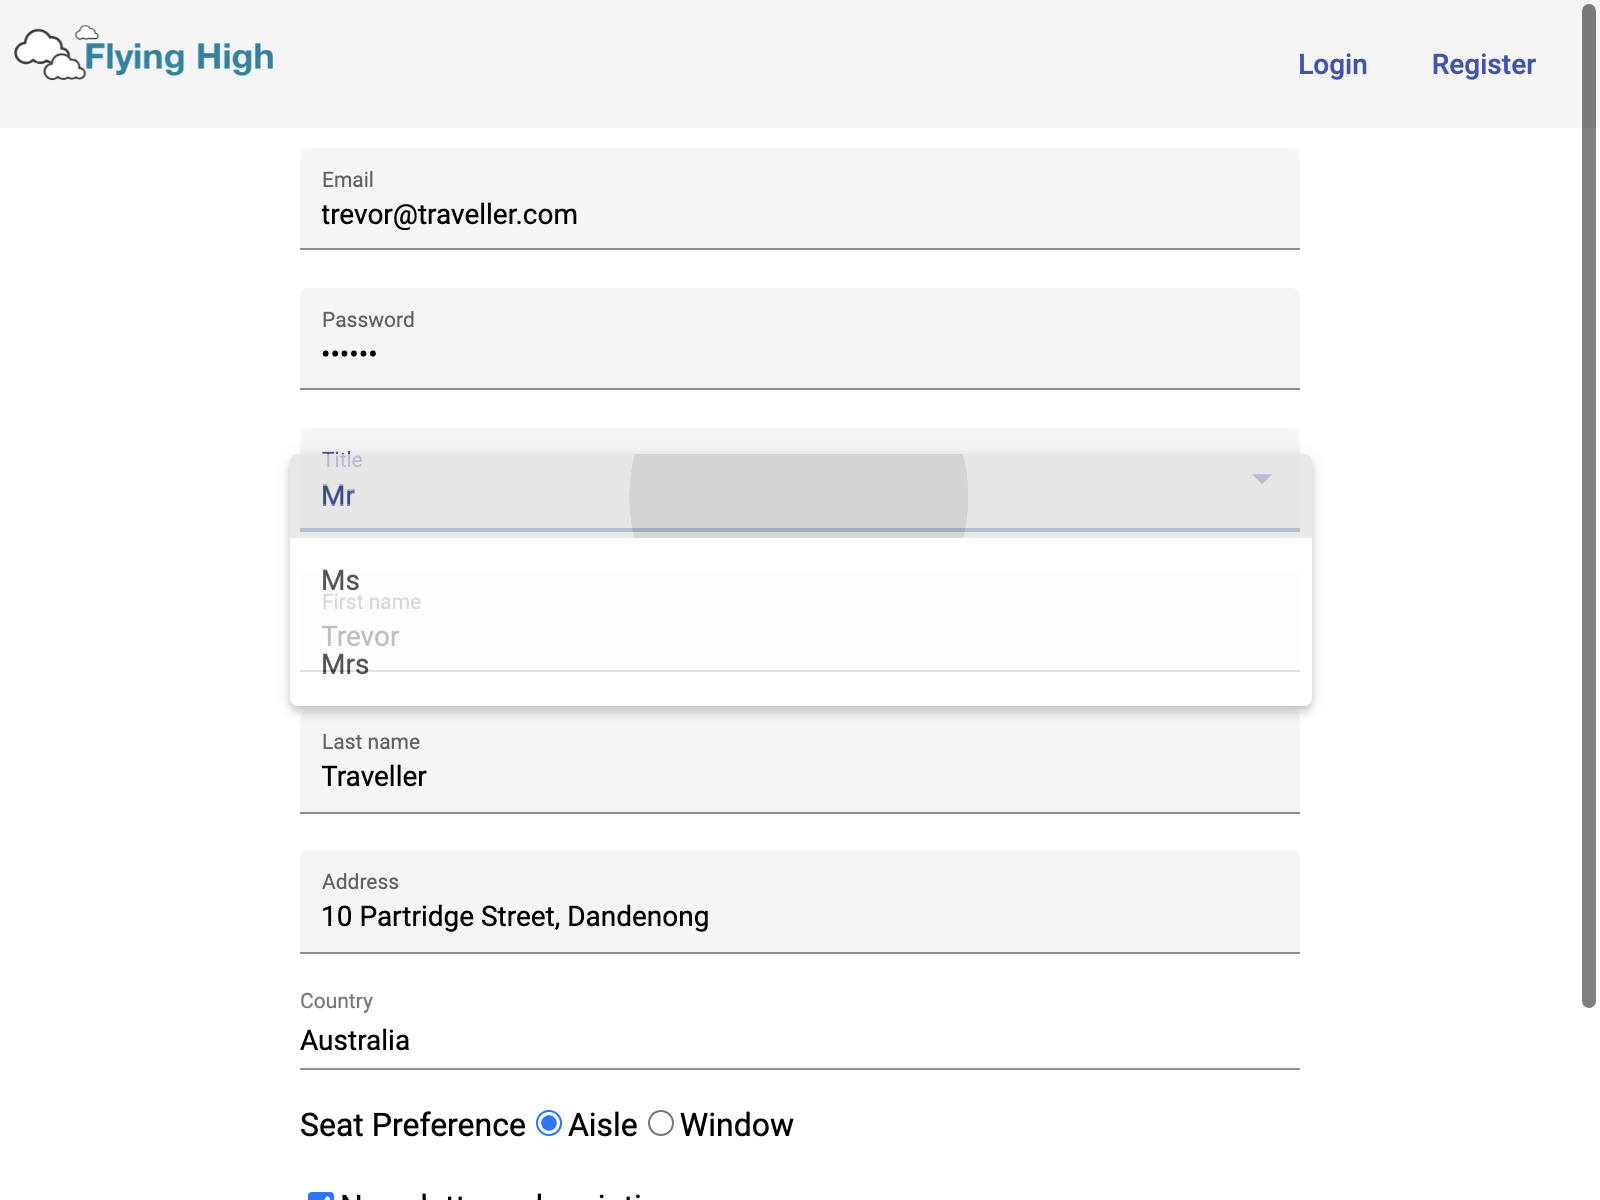 Flying High
Login Register
Email
trevor@traveller.com
Password
••••••
Title
Mr
Ms
First name
Trevor
Mrs
Last name
Traveller
Address
10 Partridge Street, Dandenong
Country
Australia
Seat Preference Aisle Window